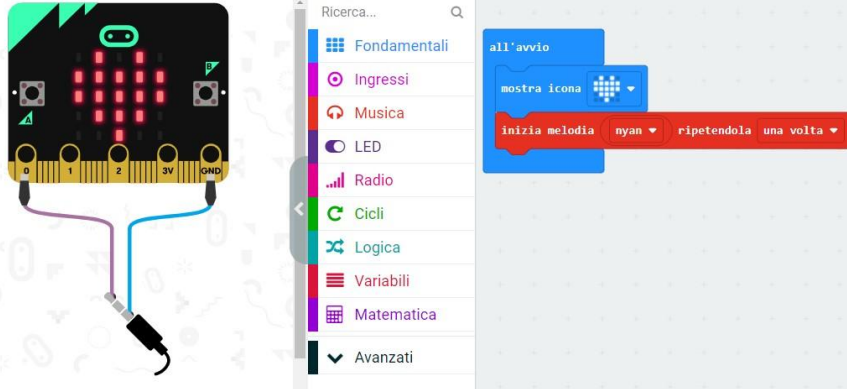 B
A
0
1
2
3V
GND
Ricerca...
Fondamentali
Ingressi
Musica
LED
Radio
Cicli
Logica
Variabili
Matematica
Avanzati
all'avvio
mostra icona
inizia melodia nyan ripetendola una volta